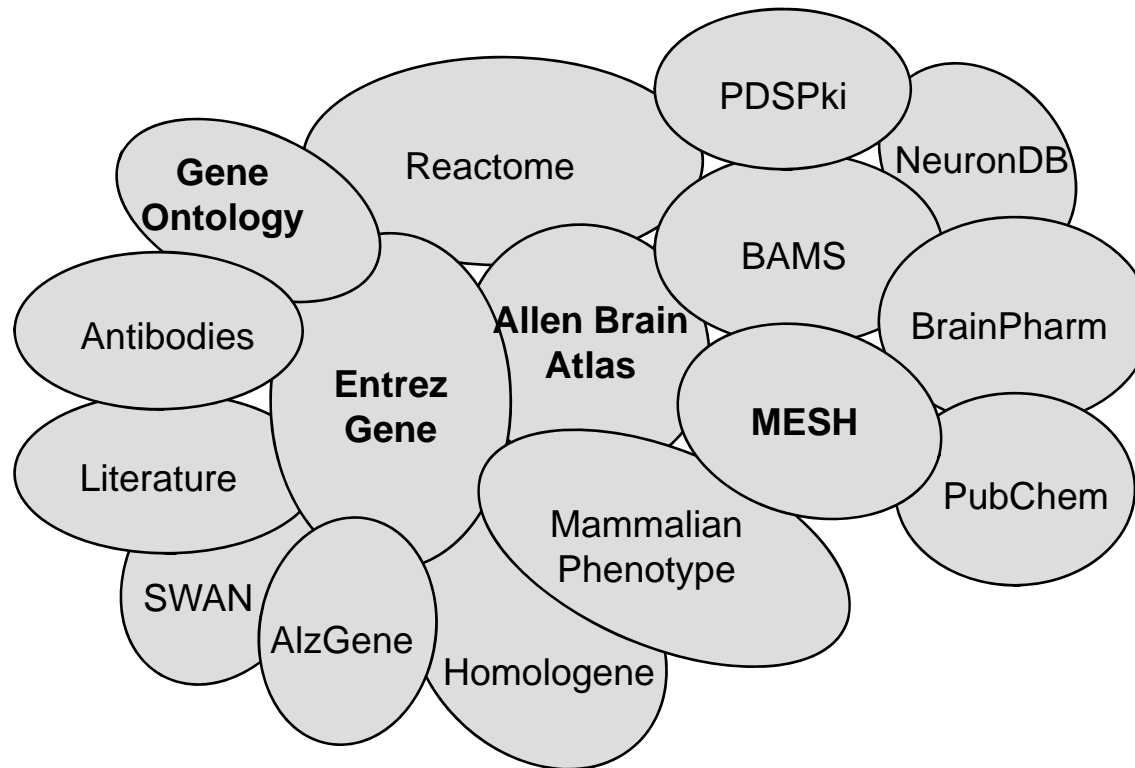 PDSPki
NeuronDB
Reactome
Gene
Ontology
BAMS
Allen Brain
Atlas
BrainPharm
Antibodies
Entrez
Gene
MESH
Literature
PubChem
Mammalian
Phenotype
SWAN
AlzGene
Homologene